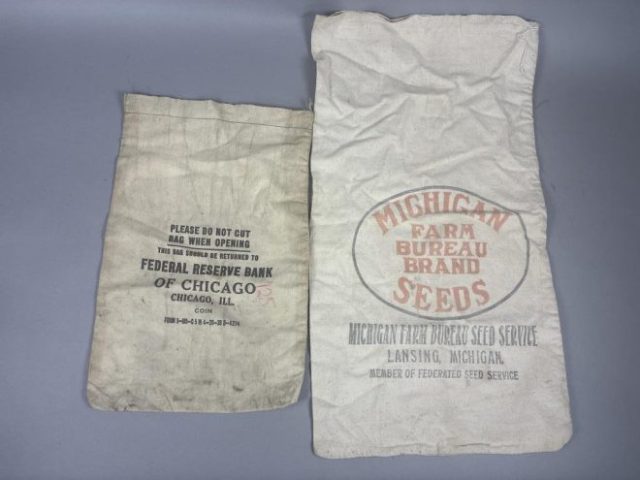 PLEASE DO NOT CUT
BAG WHEN OPENING
THIS BAG SHOULD BE RETURNED TO
FEDERAL RESERVE BANK
OF CHICAGO
CHICAGO, ILL.
COIN
MICHIGAN
FARM
BUREAU
BRAND
SEEDS
MICHIGAN FARM BUREAU SEED SERVICE
LANSING, MICHIGAN.
MEMBER OF FEDERATED SEED SERVICE